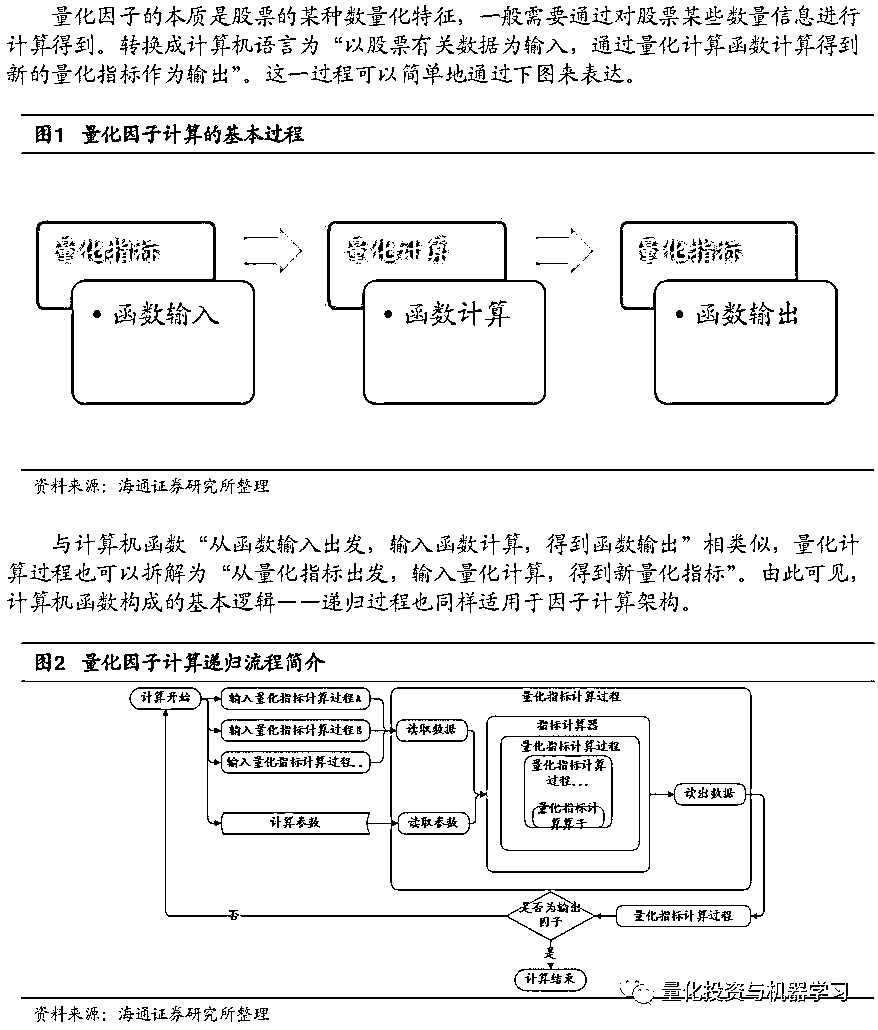 量化因子的本质是股票的某种数量化特征，一般需要通过对股票某些数量信息进行
计算得到。转换成计算机语言为“以股票有关数据为输入，通过量化计算函数计算得到
新的量化指标作为输出”。这一过程可以简单地通过下图来表达。
图1 量化因子计算的基本过程
量化指标
量化计算
量化指标
• 函数输入
• 函数计算
• 函数输出
资料来源：海通证券研究所整理
与计算机函数“从函数输入出发，输入函数计算，得到函数输出”相类似，量化计
算过程也可以拆解为“从量化指标出发，输入量化计算，得到新量化指标”。由此可见，
计算机函数构成的基本逻辑——递归过程也同样适用于因子计算架构。
图2 量化因子计算递归流程简介
计算开始
输入量化指标计算过程A
输入量化指标计算过程B
输入量化指标计算过程..
计算参数
量化指标计算过程
读取数据
读取参数
指标计算器
量化指标计算过程
量化指标计算
过程...
量化指标计
算算子
读出数据
否
是否为输出
因子
量化指标计算过程
是
计算结束
量化投资与机器学习
资料来源：海通证券研究所整理